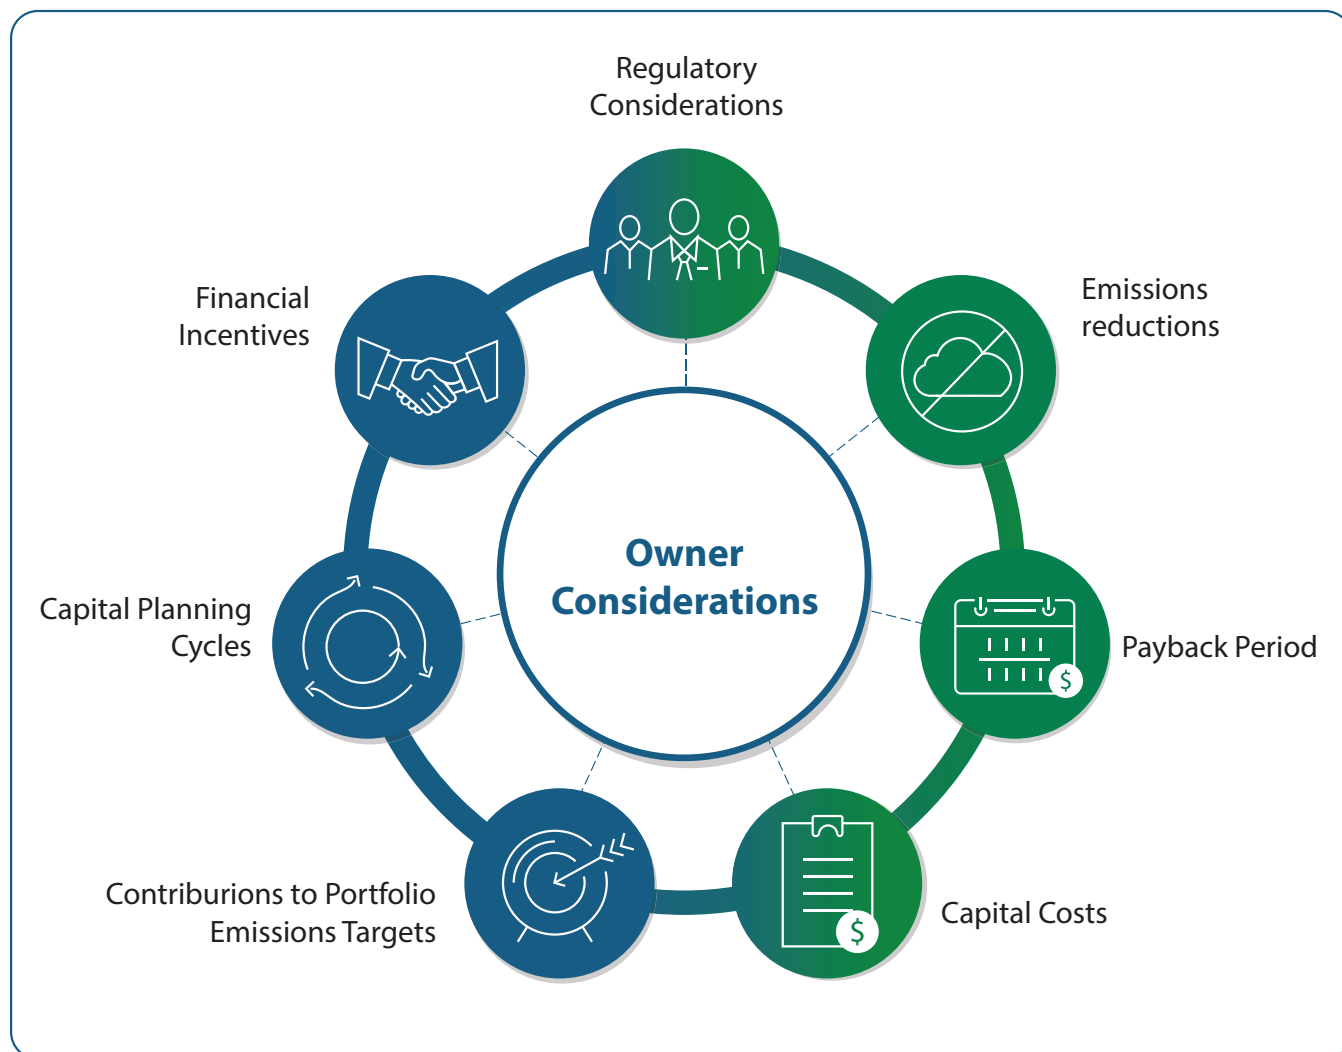 Regulatory
Considerations
Emissions
reductions
Payback Period
$
Capital Costs
$
Contriburions to Portfolio
Emissions Targets
Capital Planning
Cycles
Financial
Incentives
Owner
Considerations